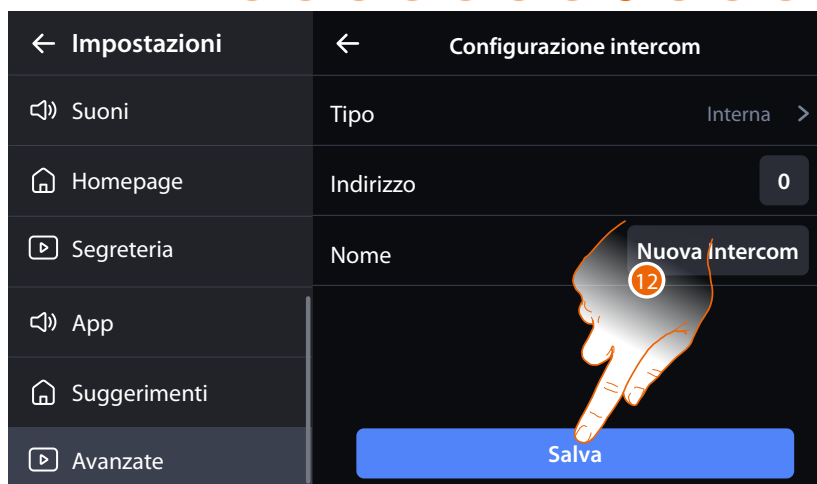 Impostazioni
Suoni
Homepage
Segreteria
App
Suggerimenti
Avanzate
Configurazione intercom
Tipo Interna
Indirizzo 0
Nome Nuova Intercom
12
Salva